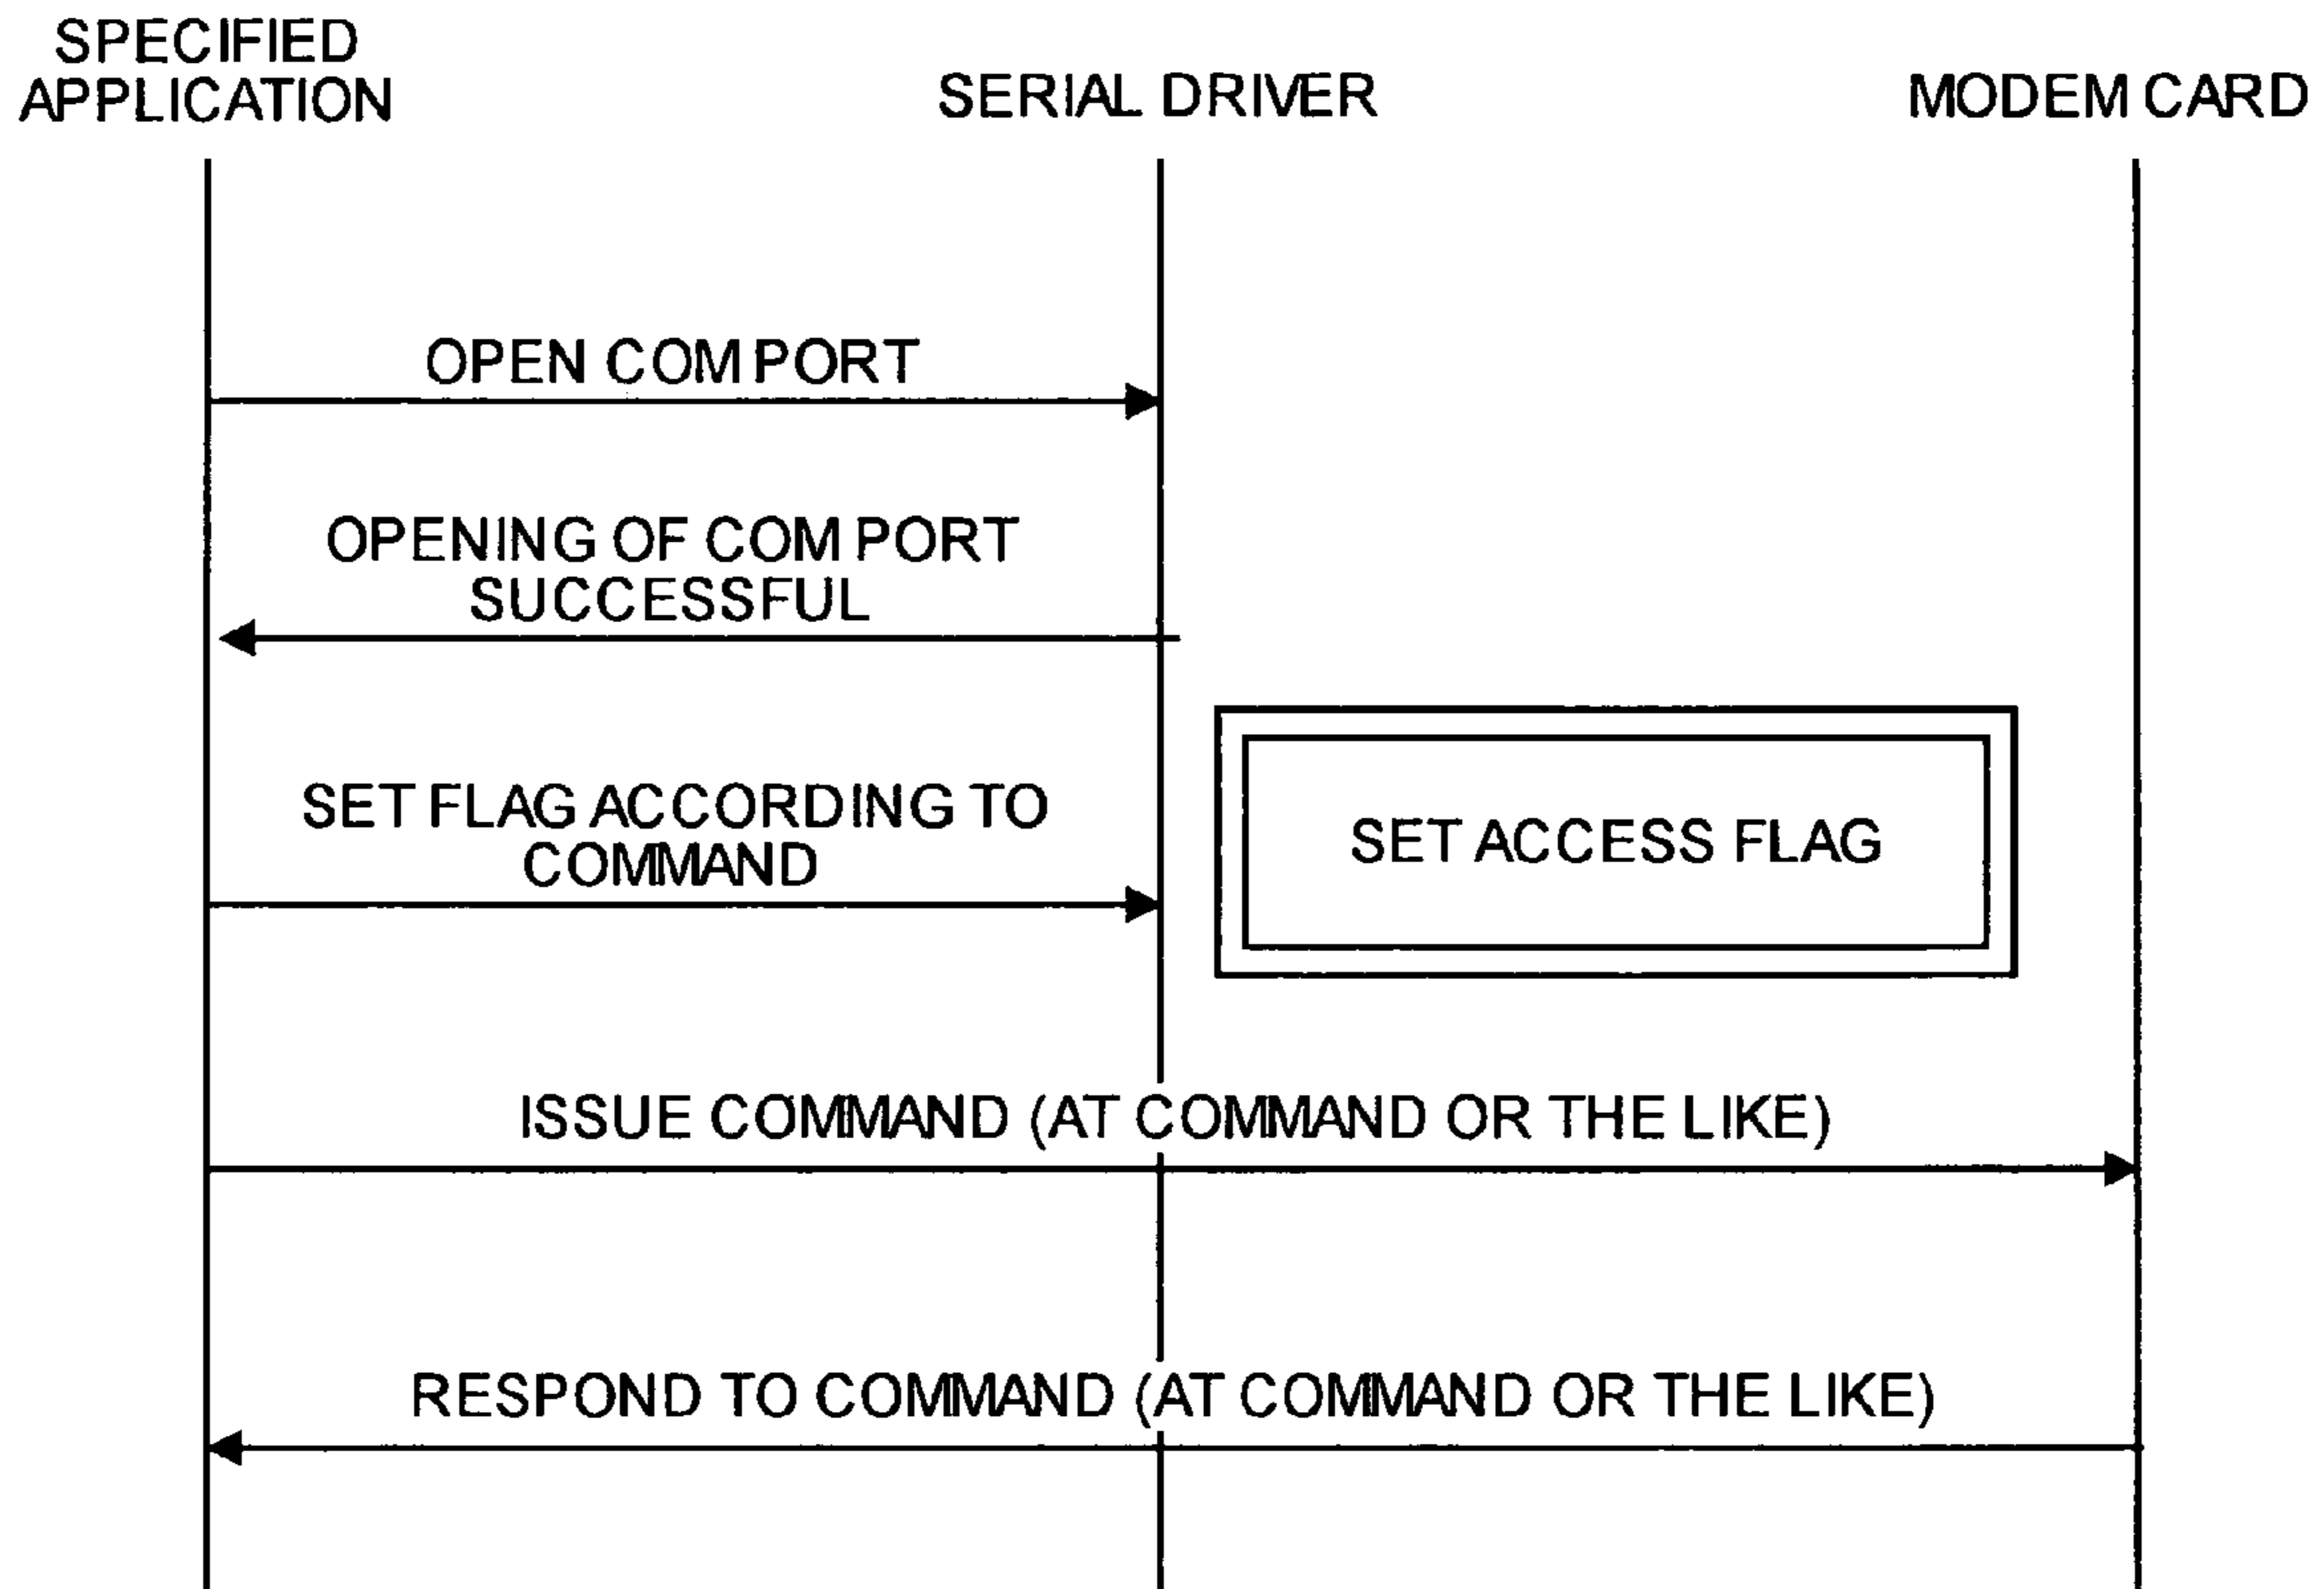 SPECIFIED
APPLICATION
SERIAL DRIVER
MODEM CARD
OPEN COM PORT
OPENING OF COM PORT
SUCCESSFUL
SET FLAG ACCORDING TO
COMMAND
SET ACCESS FLAG
ISSUE COMMAND (AT COMMAND OR THE LIKE)
RESPOND TO COMMAND (AT COMMAND OR THE LIKE)